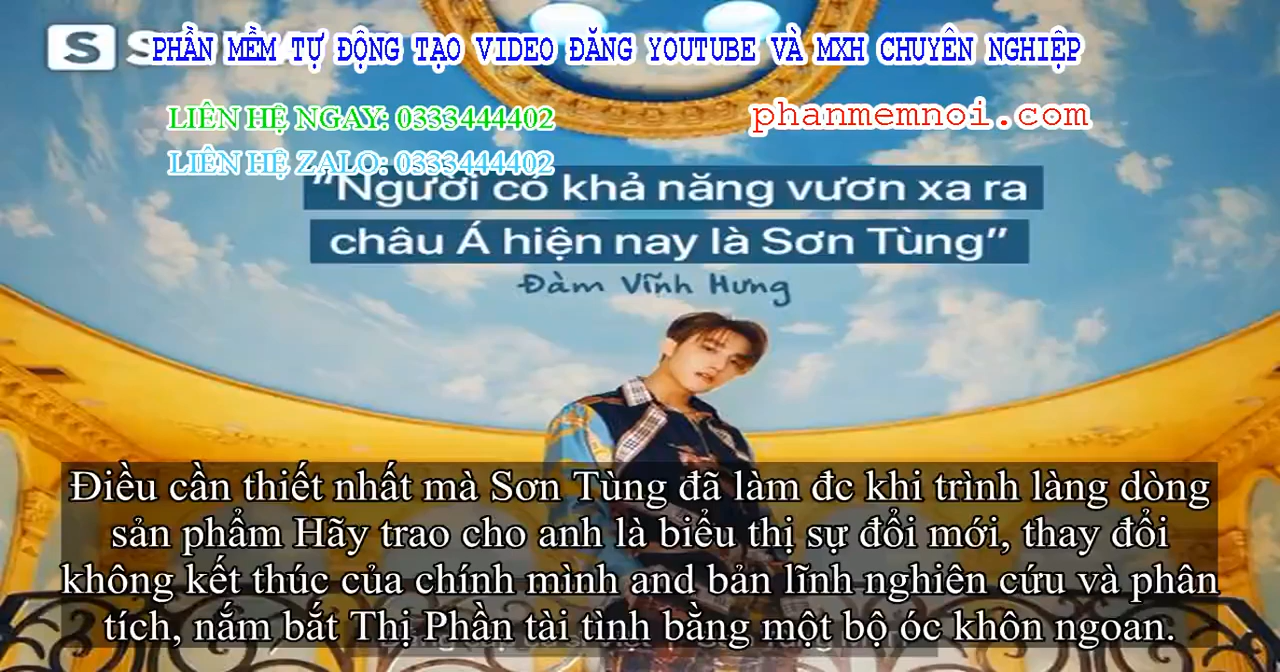 PHẦN MỀM TỰ ĐỘNG TẠO VIDEO ĐĂNG YOUTUBE VÀ MXH CHUYÊN NGHIỆP
LIÊN HỆ NGAY: 0333444402
phanmemnoi.com
LIÊN HỆ ZALO: 0333444402
“Người có khả năng vươn xa ra
châu Á hiện nay là Sơn Tùng”
Đàm Vĩnh Hưng
Điều cần thiết nhất mà Sơn Tùng đã làm đc khi trình làng dòng
sản phẩm Hãy trao cho anh là biểu thị sự đổi mới, thay đổi
không kết thúc của chính mình and bản lĩnh nghiên cứu và phân
tích, nắm bắt Thị Phần tài tình bằng một bộ óc khôn ngoan.